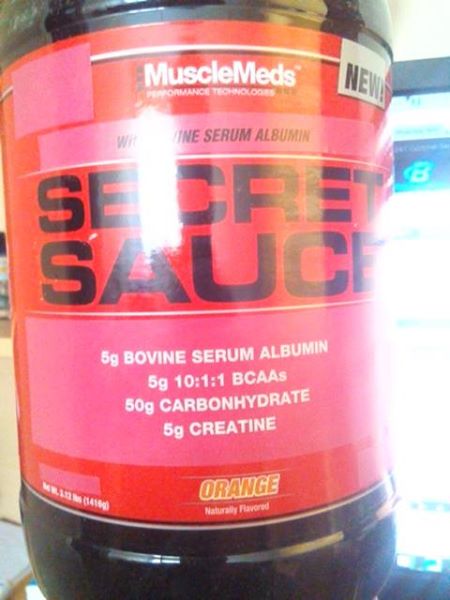 MuscleMeds
PERFORMANCE TECHNOLOGIES
NEW!
SERUM ALBUMIN
SECRET
SAUCE
5g BOVINE SERUM ALBUMIN
5g 10:1:1 BCAAs
50g CARBONHYDRATE
5g CREATINE
ORANGE
Naturally Flavored
(1416g)